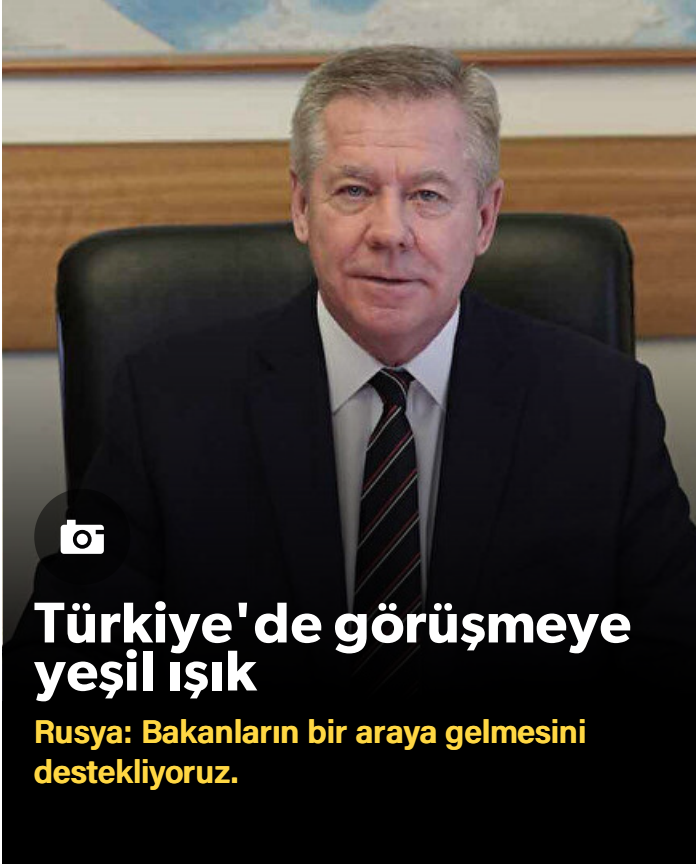 Türkiye'de görüşmeye
yeşil ışık
Rusya: Bakanların bir araya gelmesini
destekliyoruz.